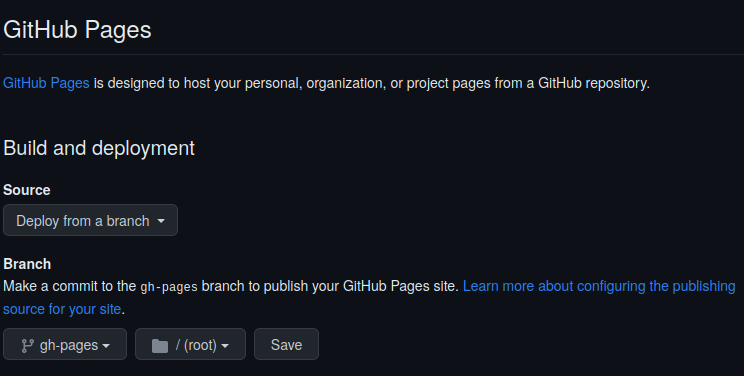 GitHub Pages
GitHub Pages is designed to host your personal, organization, or project pages from a GitHub repository.
Build and deployment
Source
Deploy from a branch
Branch
Make a commit to the gh-pages branch to publish your GitHub Pages site. Learn more about configuring the publishing
source for your site.
gh-pages / (root) Save